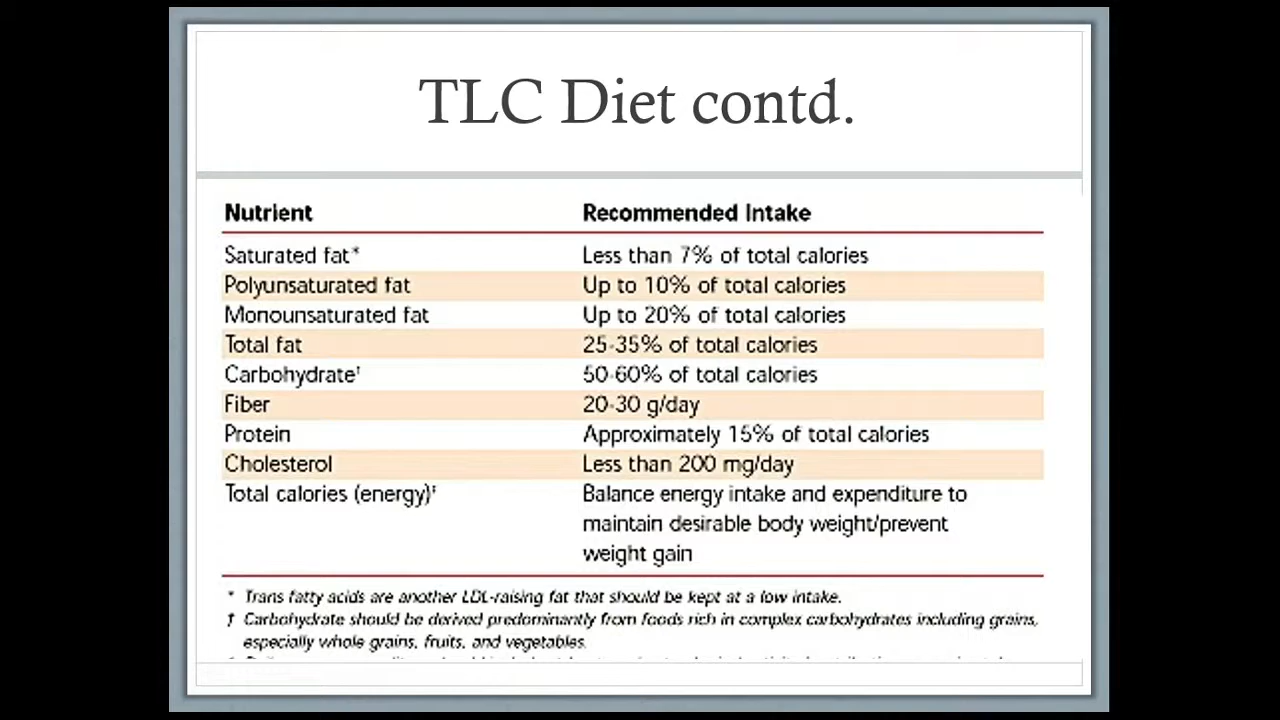 TLC Diet contd.
Nutrient Recommended Intake
Saturated fat* Less than 7% of total calories
Polyunsaturated fat Up to 10% of total calories
Monounsaturated fat Up to 20% of total calories
Total fat 25-35% of total calories
Carbohydrate† 50-60% of total calories
Fiber 20-30 g/day
Protein Approximately 15% of total calories
Cholesterol Less than 200 mg/day
Total calories (energy)‡ Balance energy intake and expenditure to
maintain desirable body weight/prevent
weight gain
* Trans fatty acids are another LDL-raising fat that should be kept at a low intake.
† Carbohydrate should be derived predominantly from foods rich in complex carbohydrates including grains,
especially whole grains, fruits, and vegetables.